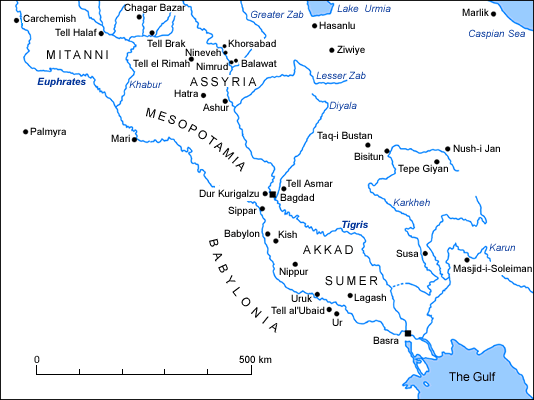 Carchemish
Chagar Bazar
Greater Zab
Lake Urmia
Marlik
Tell Halaf
Tell Brak
Khorsabad
Hasanlu
Caspian Sea
MITANNI
Nineveh
Ziwiye
Tell el Rimah
Nimrud
Balawat
Euphrates
Khabur
ASSYRIA
Lesser Zab
Hatra
Ashur
Diyala
MESOPOTAMIA
Palmyra
Mari
Taq-i Bustan
Bisitun
Nush-i Jan
Tepe Giyan
Tell Asmar
Dur Kurigalzu
Bagdad
Karkheh
Sippar
Tigris
Babylon
Kish
AKKAD
Karun
BABYLONIA
Susa
Masjid-i-Soleiman
Nippur
SUMER
Uruk
Lagash
Tell al'Ubaid
Ur
Basra
0
500 km
The Gulf